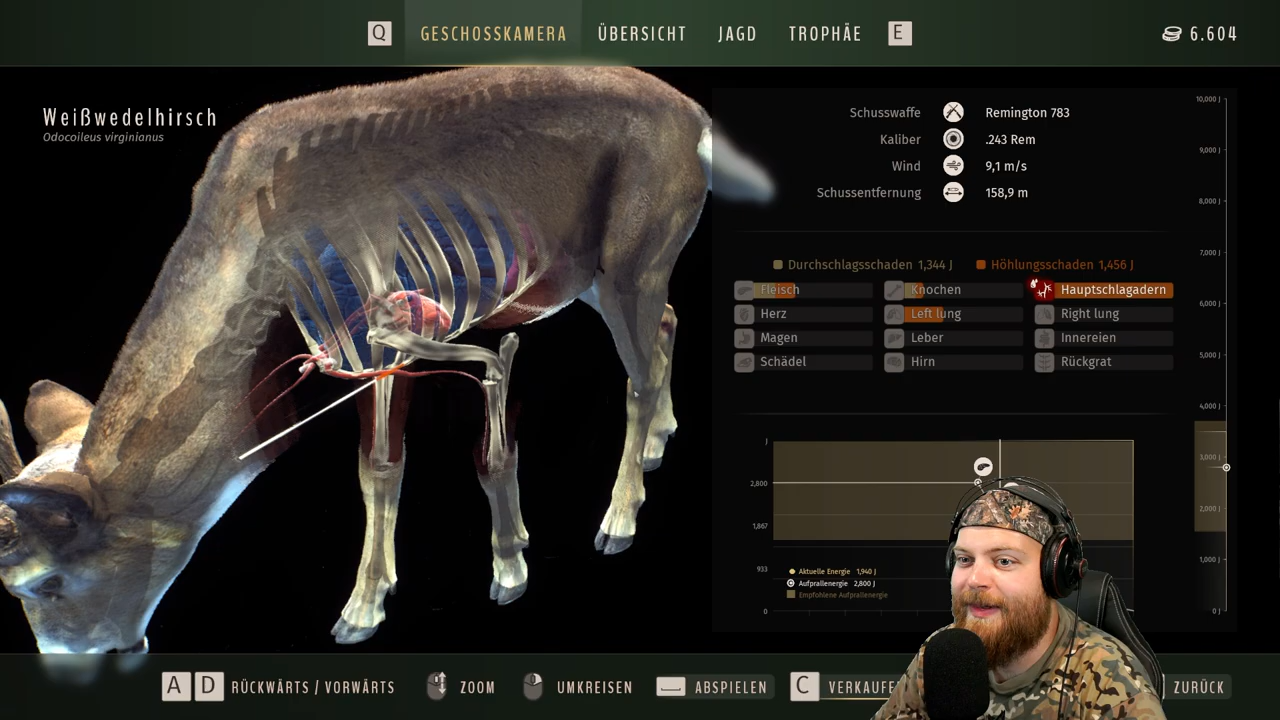 Q GESCHOSSKAMERA ÜBERSICHT JAGD TROPHÄE E 6.604
Weißwedelhirsch
Odocoileus virginianus
Schusswaffe Remington 783
Kaliber .243 Rem
Wind 9,1 m/s
Schussentfernung 158,9 m
Durchschlagsschaden 1,344 J Höhlungsschaden 1,456 J
Fleisch Knochen Hauptschlagadern
Herz Left lung Right lung
Magen Leber Innereien
Schädel Hirn Rückgrat
10,000 J
9,000 J
8,000 J
7,000 J
6,000 J
5,000 J
4,000 J
3,000 J
2,000 J
1,000 J
0 J
J
2,800
1,867
933
0
Aktuelle Energie 1,940 J
Aufprallenergie 2,800 J
Empfohlene Aufprallenergie
A D RÜCKWÄRTS / VORWÄRTS ZOOM UMKREISEN ABSPIELEN C VERKAUFE ZURÜCK